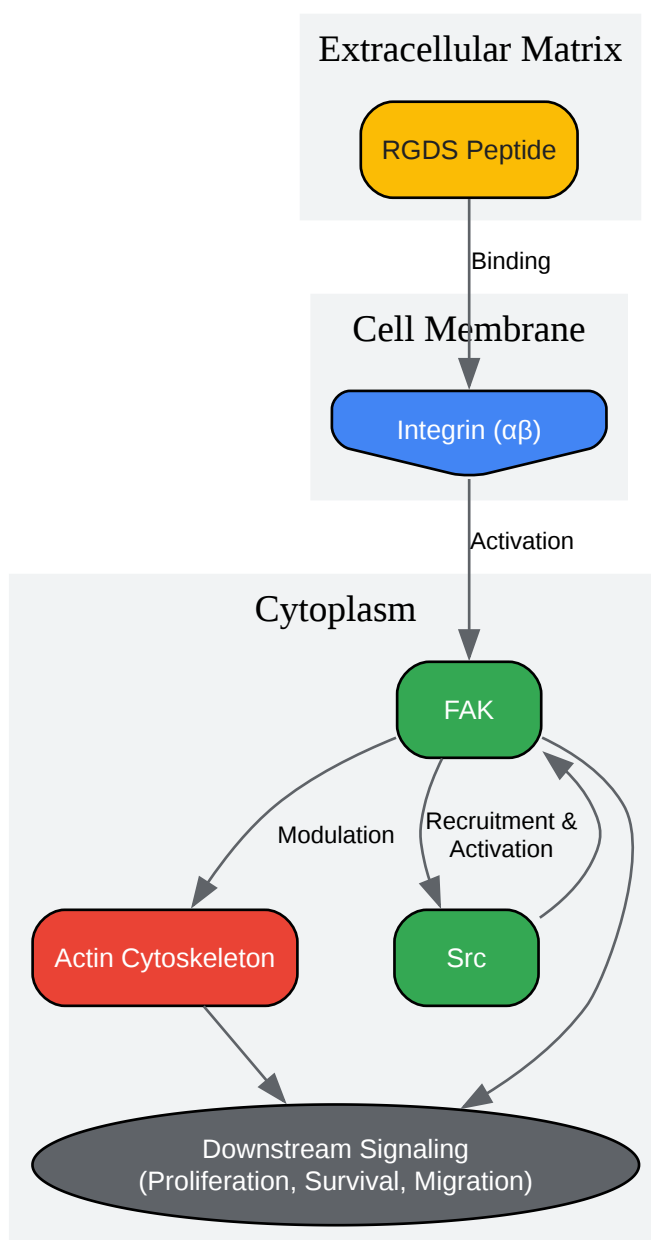 Extracellular Matrix
RGDS Peptide
Binding
Cell Membrane
Integrin (αβ)
Activation
Cytoplasm
FAK
Modulation
Recruitment &
Activation
Actin Cytoskeleton
Src
Downstream Signaling
(Proliferation, Survival, Migration)